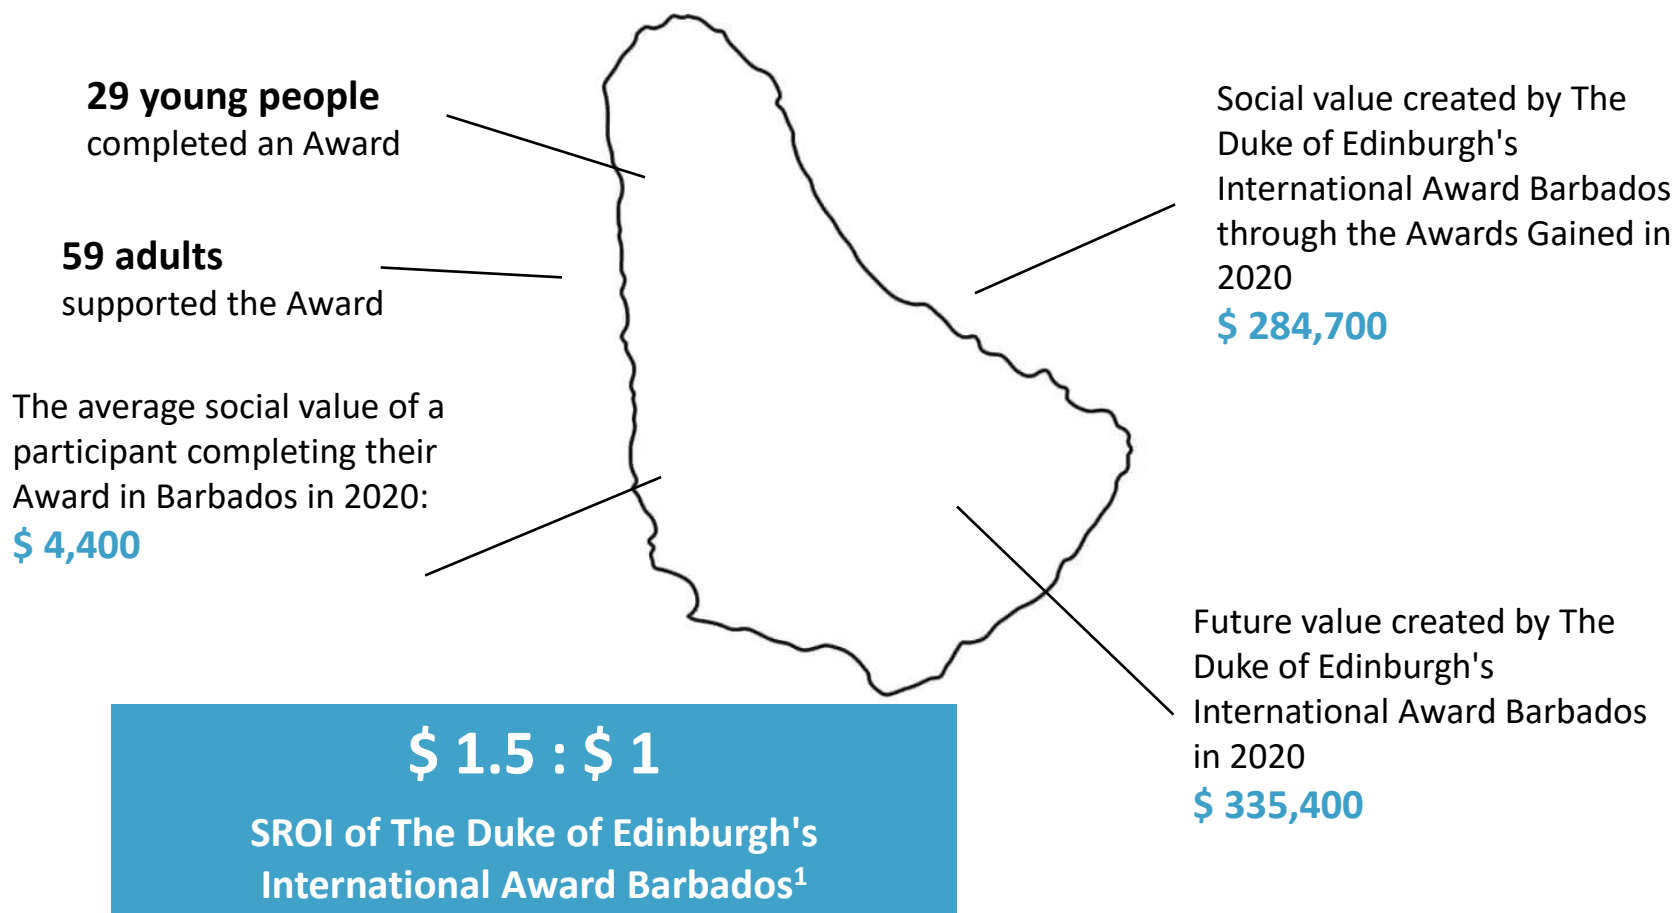 29 young people
completed an Award
59 adults
supported the Award
The average social value of a
participant completing their
Award in Barbados in 2020:
$ 4,400
Social value created by The
Duke of Edinburgh's
International Award Barbados
through the Awards Gained in
2020
$ 284,700
Future value created by The
Duke of Edinburgh's
International Award Barbados
in 2020
$ 335,400
$ 1.5 : $ 1
SROI of The Duke of Edinburgh's
International Award Barbados¹